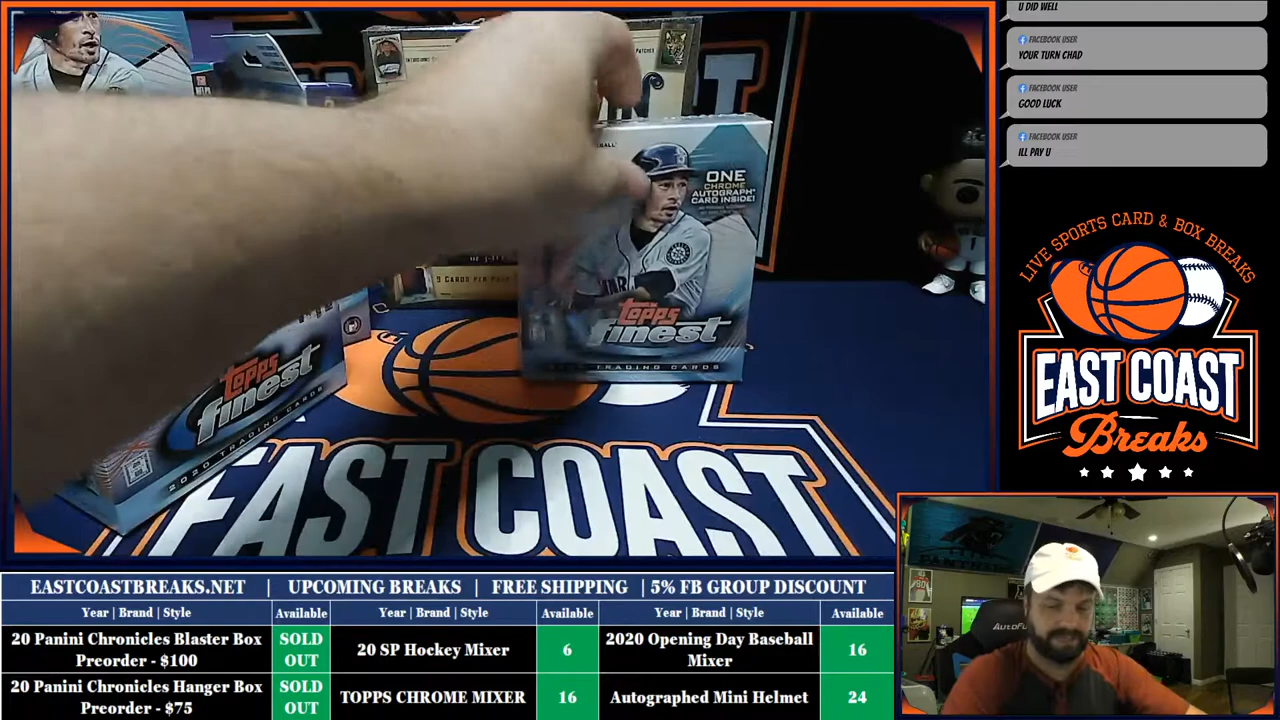 U DID WELL
FACEBOOK USER
YOUR TURN CHAD
FACEBOOK USER
GOOD LUCK
FACEBOOK USER
ILL PAY U
ONE
CHROME
AUTOGRAPH
CARD INSIDE!
TOPPS
finest
TRADING CARDS
TOPPS
finest
2020 TRADING CARDS
EAST COAST
LIVE SPORTS CARD & BOX BREAKS
EAST COAST
Breaks
AutoFu
PANTHERS
EASTCOASTBREAKS.NET | UPCOMING BREAKS | FREE SHIPPING | 5% FB GROUP DISCOUNT
Year | Brand | Style Available Year | Brand | Style Available Year | Brand | Style Available
20 Panini Chronicles Blaster Box Preorder - $100 SOLD OUT 20 SP Hockey Mixer 6 2020 Opening Day Baseball Mixer 16
20 Panini Chronicles Hanger Box Preorder - $75 SOLD OUT TOPPS CHROME MIXER 16 Autographed Mini Helmet 24